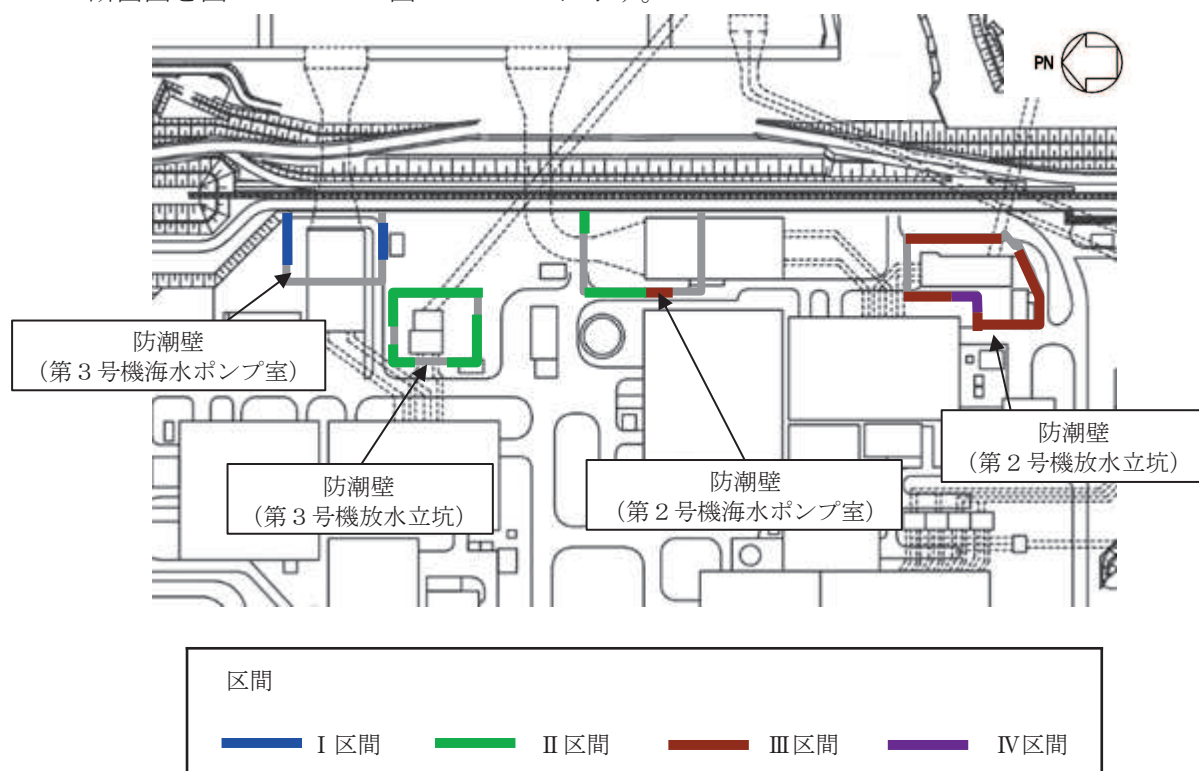 PN
防潮壁
（第３号機海水ポンプ室）
防潮壁
（第３号機放水立坑）
防潮壁
（第２号機海水ポンプ室）
防潮壁
（第２号機放水立坑）
区間
Ⅰ区間
Ⅱ区間
Ⅲ区間
Ⅳ区間